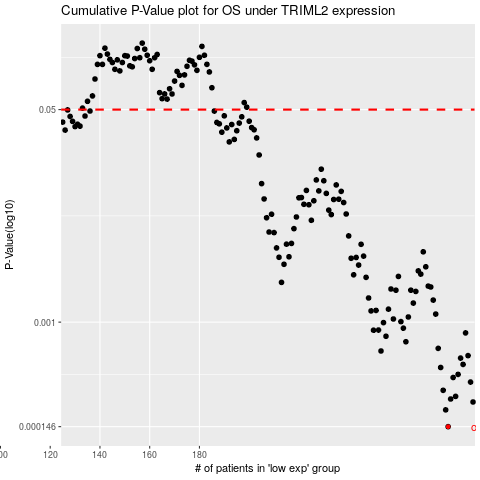 Cumulative P-Value plot for OS under TRIML2 expression
P-Value(log10)
0.05
0.001
0.000146
00 120 140 160 180
# of patients in 'low exp' group